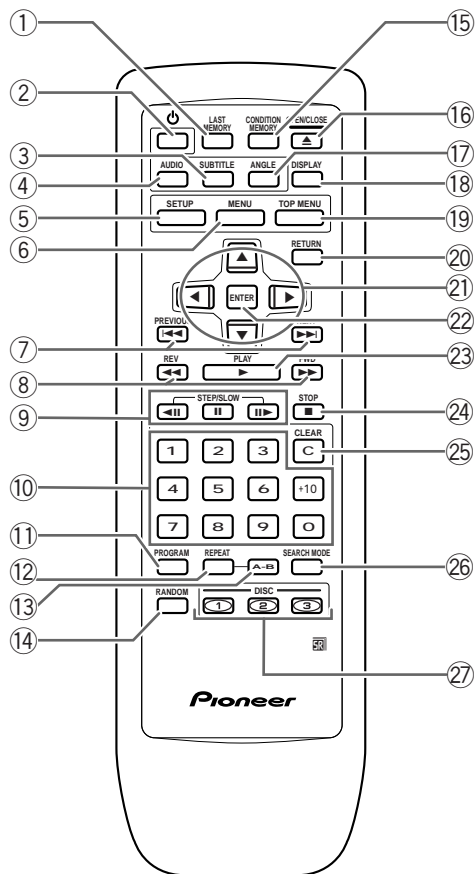 ① ⑮
② ⑯
LAST MEMORY CONDITION MEMORY OPEN/CLOSE
③ ⑰
AUDIO SUBTITLE ANGLE DISPLAY
④ ⑱
SETUP MENU TOP MENU
⑤ ⑲
⑥ RETURN ⑳
ENTER ㉑
㉒
PREVIOUS
⑦ ㉓
REV PLAY FWD
⑧
STEP/SLOW STOP
⑨ ㉔
CLEAR
1 2 3 C ㉕
⑩
4 5 6 +10
7 8 9 0
⑪ PROGRAM REPEAT A-B SEARCH MODE ㉖
⑫
⑬
RANDOM DISC
⑭ 1 2 3 ㉗
SR
Pioneer